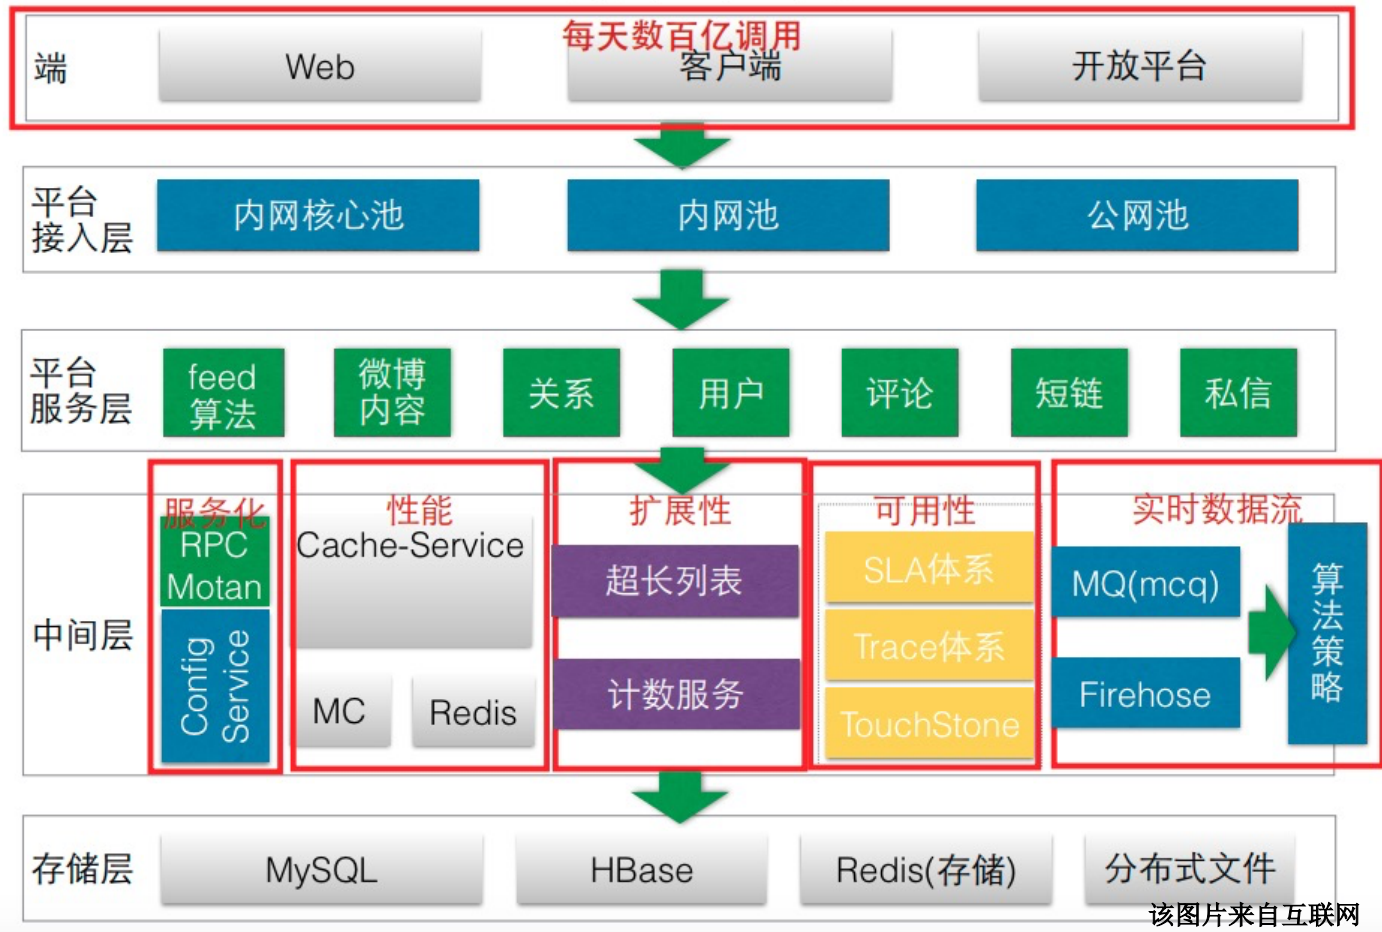 每天数百亿调用
端
Web
客户端
开放平台
平台
接入层
内网核心池
内网池
公网池
平台
服务层
feed
算法
微博
内容
关系
用户
评论
短链
私信
中间层
服务化
RPC
Motan
Config
Service
性能
Cache-Service
MC
Redis
扩展性
超长列表
计数服务
可用性
SLA体系
Trace体系
TouchStone
实时数据流
MQ(mcq)
Firehose
算法策略
存储层
MySQL
HBase
Redis(存储)
分布式文件
该图片来自互联网